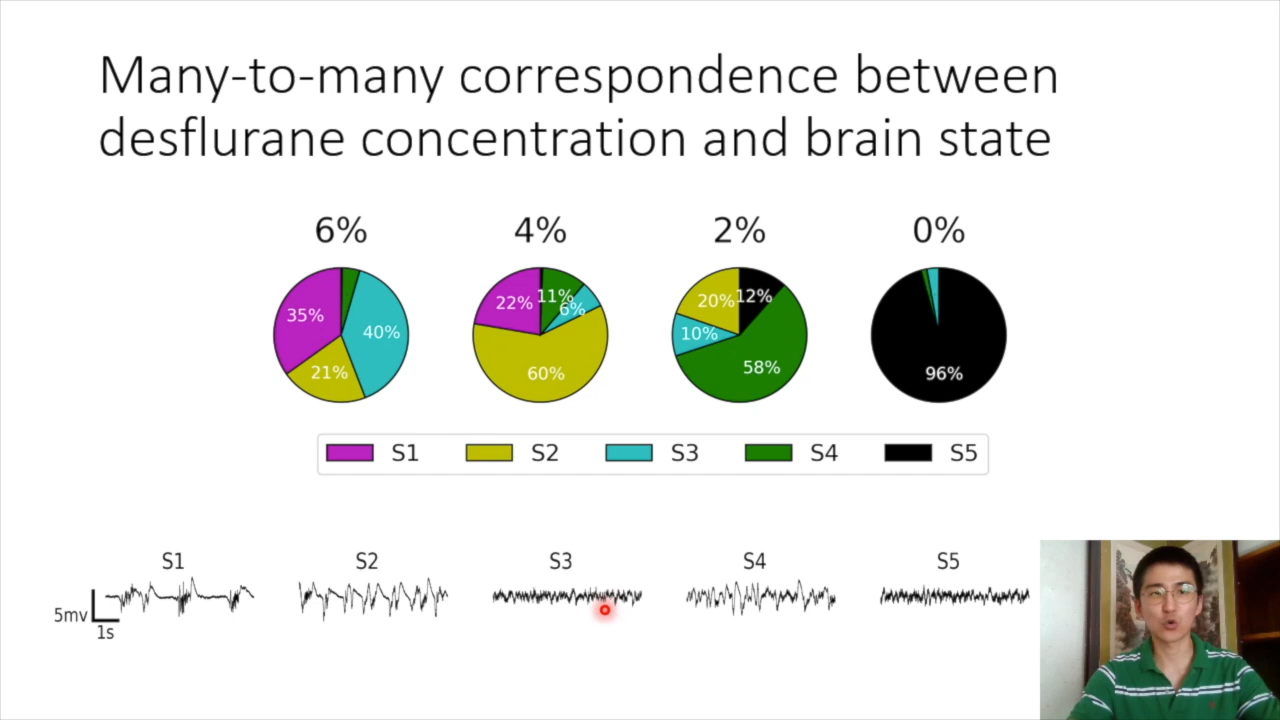 Many-to-many correspondence between
desflurane concentration and brain state
6% 4% 2% 0%
35% 40% 21%
22% 11% 6% 60%
20% 12% 10% 58%
96%
S1 S2 S3 S4 S5
S1 S2 S3 S4 S5
5mv
1s